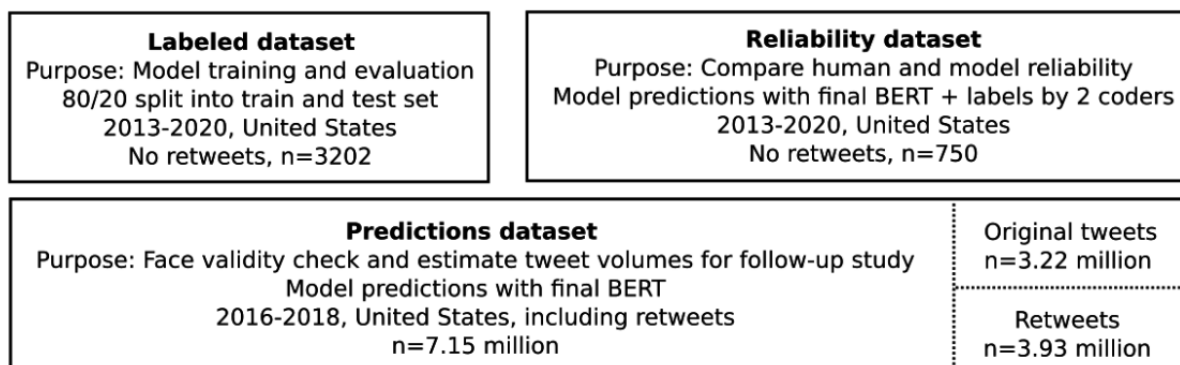 Labeled dataset
Purpose: Model training and evaluation
80/20 split into train and test set
2013-2020, United States
No retweets, n=3202
Reliability dataset
Purpose: Compare human and model reliability
Model predictions with final BERT + labels by 2 coders
2013-2020, United States
No retweets, n=750
Predictions dataset
Purpose: Face validity check and estimate tweet volumes for follow-up study
Model predictions with final BERT
2016-2018, United States, including retweets
n=7.15 million
Original tweets
n=3.22 million
Retweets
n=3.93 million